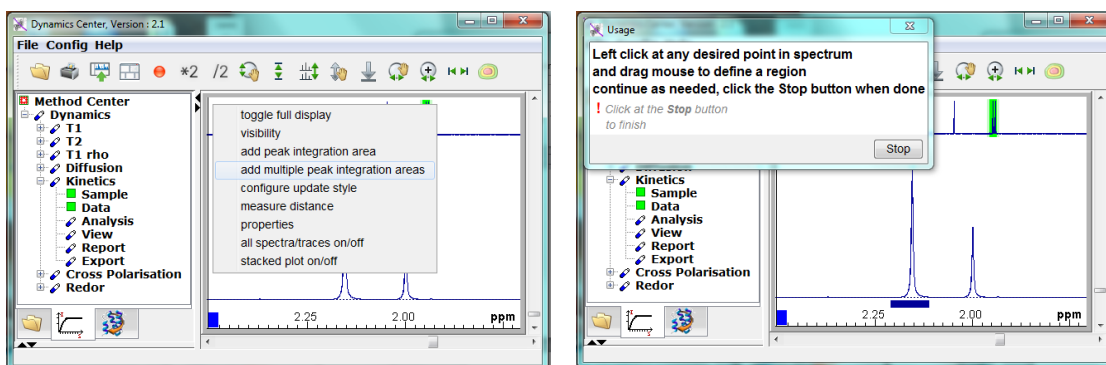 Dynamics Center, Version : 2.1
File Config Help
*2 /2
Method Center
Dynamics
T1
T2
T1 rho
Diffusion
Kinetics
Sample
Data
Analysis
View
Report
Export
Cross Polarisation
Redor
toggle full display
visibility
add peak integration area
add multiple peak integration areas
configure update style
measure distance
properties
all spectra/traces on/off
stacked plot on/off
2.25 2.00 ppm
Usage
Left click at any desired point in spectrum
and drag mouse to define a region
continue as needed, click the Stop button when done
! Click at the Stop button
to finish
Stop
Kinetics
Sample
Data
Analysis
View
Report
Export
Cross Polarisation
Redor
2.25 2.00 ppm